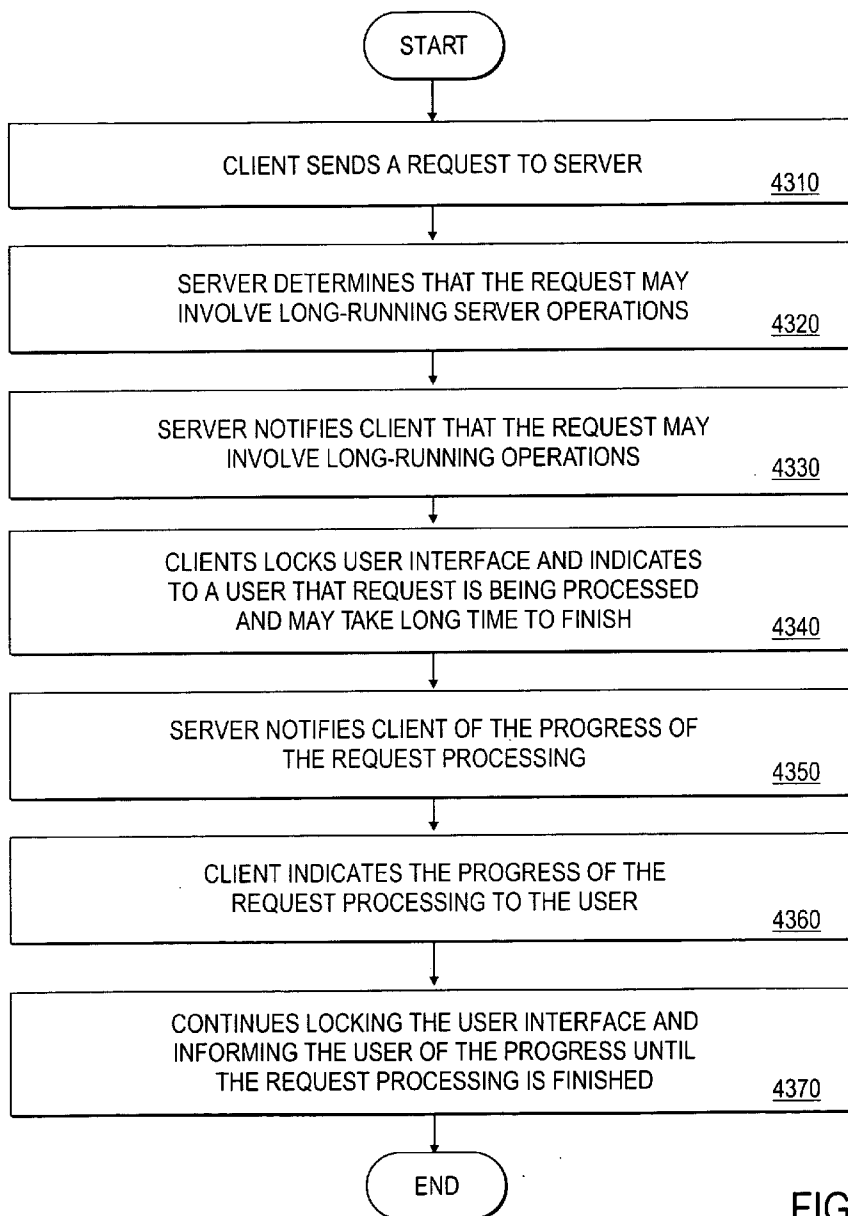 START
CLIENT SENDS A REQUEST TO SERVER
4310
SERVER DETERMINES THAT THE REQUEST MAY
INVOLVE LONG-RUNNING SERVER OPERATIONS
4320
SERVER NOTIFIES CLIENT THAT THE REQUEST MAY
INVOLVE LONG-RUNNING OPERATIONS
4330
CLIENTS LOCKS USER INTERFACE AND INDICATES
TO A USER THAT REQUEST IS BEING PROCESSED
AND MAY TAKE LONG TIME TO FINISH
4340
SERVER NOTIFIES CLIENT OF THE PROGRESS OF
THE REQUEST PROCESSING
4350
CLIENT INDICATES THE PROGRESS OF THE
REQUEST PROCESSING TO THE USER
4360
CONTINUES LOCKING THE USER INTERFACE AND
INFORMING THE USER OF THE PROGRESS UNTIL
THE REQUEST PROCESSING IS FINISHED
4370
END
FIG